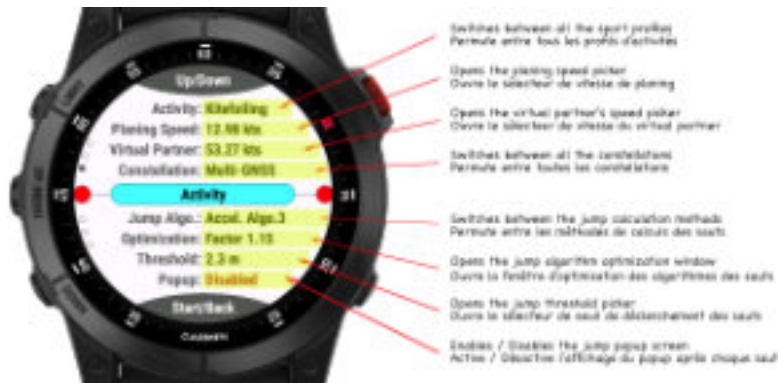 Up/Down
Activity: Kitefoiling
Planing Speed: 12.98 kts
Virtual Partner: 53.27 kts
Constellation: Multi-GNSS
Activity
Jump Algo.: Accel. Algo.3
Optimization: Factor 1.15
Threshold: 2.3 m
Popup: Disabled
Start/Back
GARMIN
LIGHT
Switches between all the sport profiles
Permute entre tous les profils d'activités
Opens the planing speed picker
Ouvre le sélecteur de vitesse de planing
Opens the virtual partner's speed picker
Ouvre le sélecteur de vitesse du virtual partner
Switches between all the constellations
Permute entre toutes les constellations
Switches between the jump calculation methods
Permute entre les méthodes de calculs des sauts
Opens the jump algorithm optimization window
Ouvre la fenêtre d'optimisation des algorithmes des sauts
Opens the jump threshold picker
Ouvre le sélecteur de seuil de déclenchement des sauts
Enables / Disables the jump popup screen
Active / Désactive l'affichage du popup après chaque saut